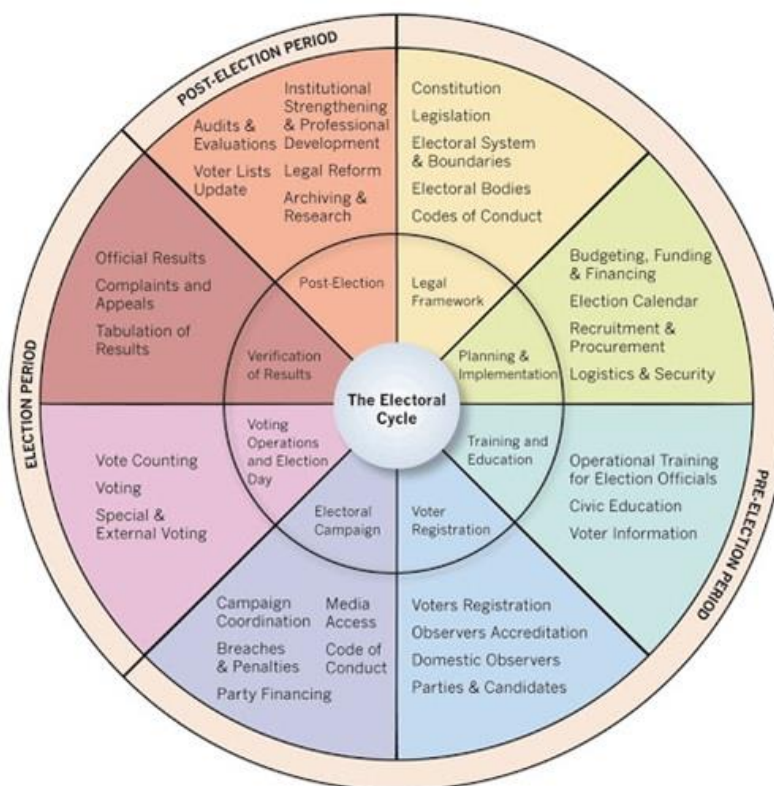 POST-ELECTION PERIOD
Institutional
Strengthening
& Professional
Development
Legal Reform
Archiving &
Research
Audits &
Evaluations
Voter Lists
Update
Post-Election
Constitution
Legislation
Electoral System
& Boundaries
Electoral Bodies
Codes of Conduct
Legal
Framework
PRE-ELECTION PERIOD
Budgeting, Funding
& Financing
Election Calendar
Recruitment &
Procurement
Logistics & Security
Planning &
Implementation
Training and
Education
Operational Training
for Election Officials
Civic Education
Voter Information
Voter
Registration
Voters Registration
Observers Accreditation
Domestic Observers
Parties & Candidates
Electoral
Campaign
Campaign
Coordination
Breaches
& Penalties
Party Financing
Media
Access
Code of
Conduct
ELECTION PERIOD
Voting
Operations
and Election
Day
Vote Counting
Voting
Special &
External Voting
Verification
of Results
Official Results
Complaints and
Appeals
Tabulation of
Results
The Electoral
Cycle